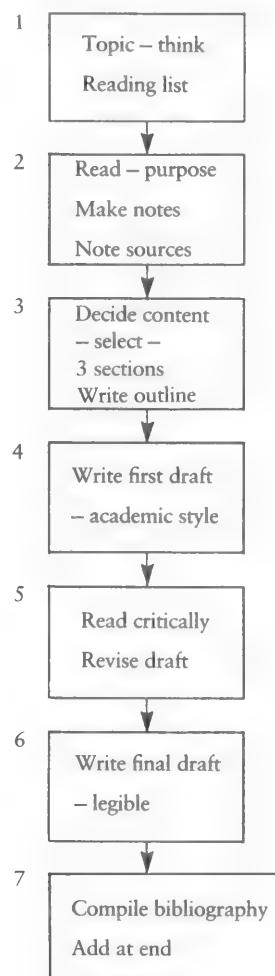 1
Topic – think
Reading list
2
Read – purpose
Make notes
Note sources
3
Decide content
– select –
3 sections
Write outline
4
Write first draft
– academic style
5
Read critically
Revise draft
6
Write final draft
– legible
7
Compile bibliography
Add at end